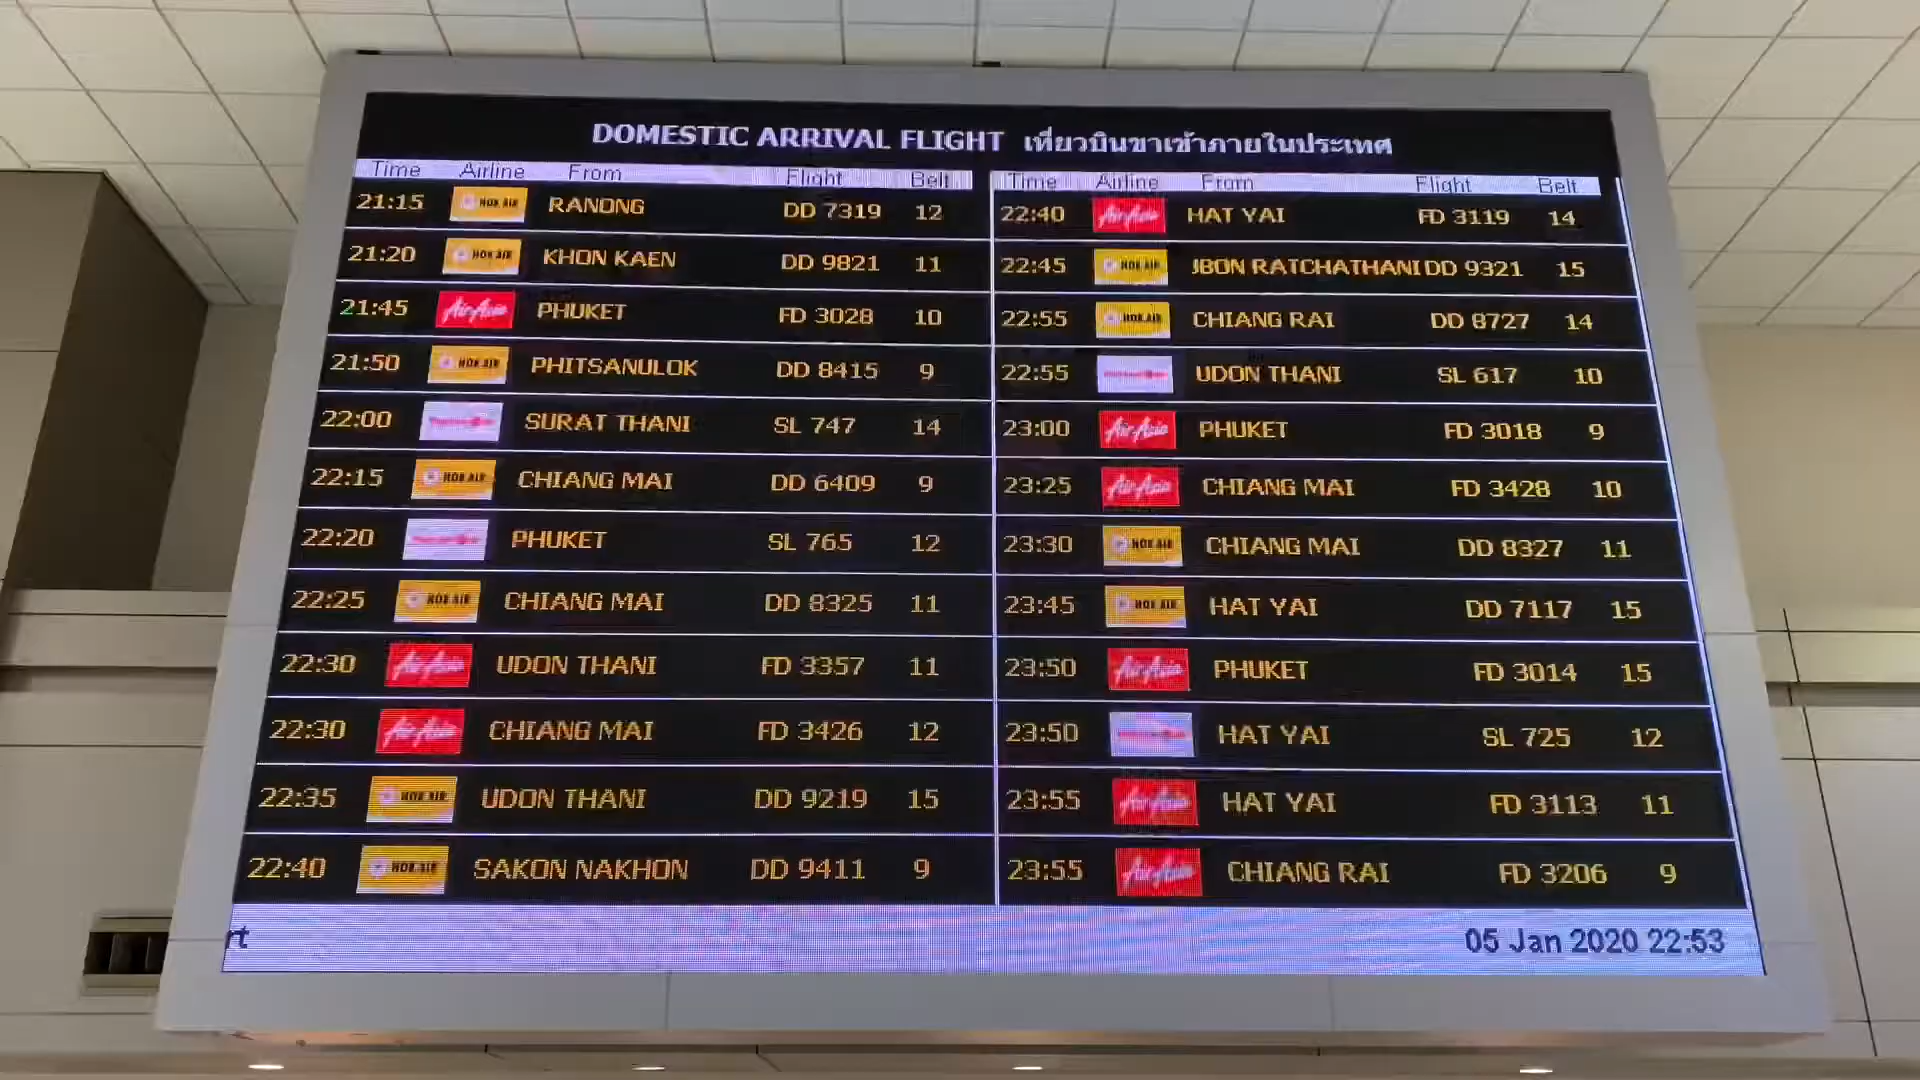 DOMESTIC ARRIVAL FLIGHT เที่ยวบินขาเข้าภายในประเทศ
Time Airline From Flight Belt
21:15 NOK AIR RANONG DD 7319 12
21:20 NOK AIR KHON KAEN DD 9821 11
21:45 AirAsia PHUKET FD 3028 10
21:50 NOK AIR PHITSANULOK DD 8415 9
22:00 SURAT THANI SL 747 14
22:15 NOK AIR CHIANG MAI DD 6409 9
22:20 PHUKET SL 765 12
22:25 NOK AIR CHIANG MAI DD 8325 11
22:30 AirAsia UDON THANI FD 3357 11
22:30 AirAsia CHIANG MAI FD 3426 12
22:35 NOK AIR UDON THANI DD 9219 15
22:40 NOK AIR SAKON NAKHON DD 9411 9
Time Airline From Flight Belt
22:40 AirAsia HAT YAI FD 3119 14
22:45 NOK AIR JBON RATCHATHANI DD 9321 15
22:55 NOK AIR CHIANG RAI DD 8727 14
22:55 UDON THANI SL 617 10
23:00 AirAsia PHUKET FD 3018 9
23:25 AirAsia CHIANG MAI FD 3428 10
23:30 NOK AIR CHIANG MAI DD 8327 11
23:45 NOK AIR HAT YAI DD 7117 15
23:50 AirAsia PHUKET FD 3014 15
23:50 HAT YAI SL 725 12
23:55 AirAsia HAT YAI FD 3113 11
23:55 AirAsia CHIANG RAI FD 3206 9
rt 05 Jan 2020 22:53